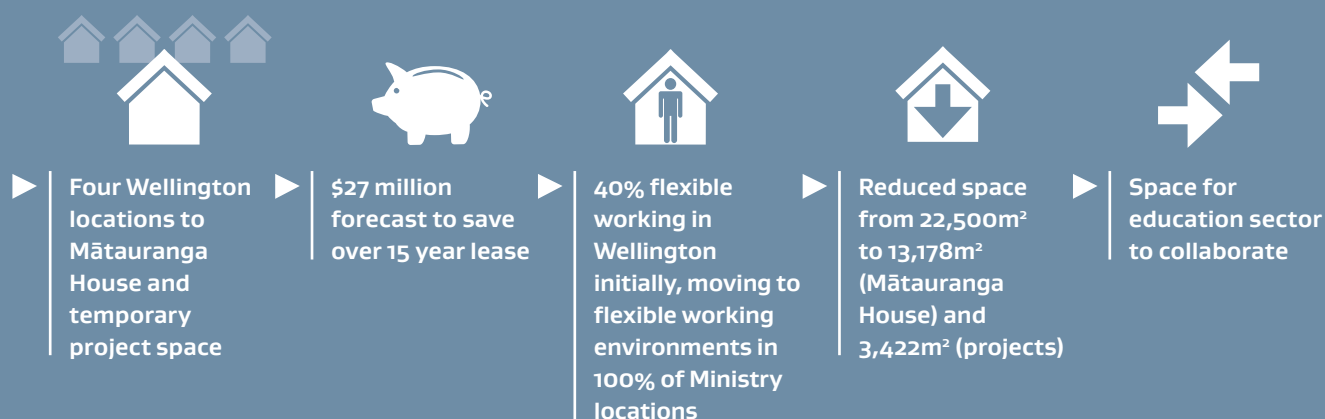 Four Wellington
locations to
Mātauranga
House and
temporary
project space
$27 million
forecast to save
over 15 year lease
40% flexible
working in
Wellington
initially, moving to
flexible working
environments in
100% of Ministry
locations
Reduced space
from 22,500m²
to 13,178m²
(Mātauranga
House) and
3,422m² (projects)
Space for
education sector
to collaborate